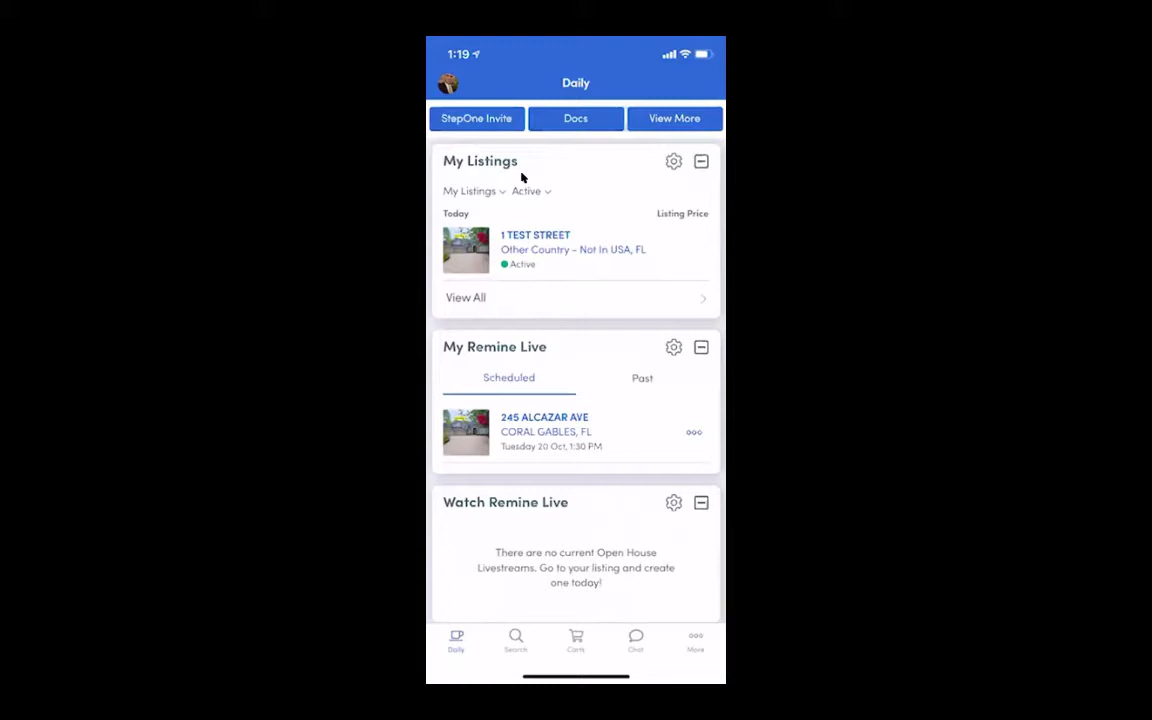 1:19
Daily
StepOne Invite Docs View More
My Listings
My Listings Active
Today Listing Price
1 TEST STREET
Other Country - Not In USA, FL
Active
View All
My Remine Live
Scheduled Past
245 ALCAZAR AVE
CORAL GABLES, FL
Tuesday 20 Oct, 1:30 PM
Watch Remine Live
There are no current Open House
Livestreams. Go to your listing and create
one today!
Daily Search Carts Chat More